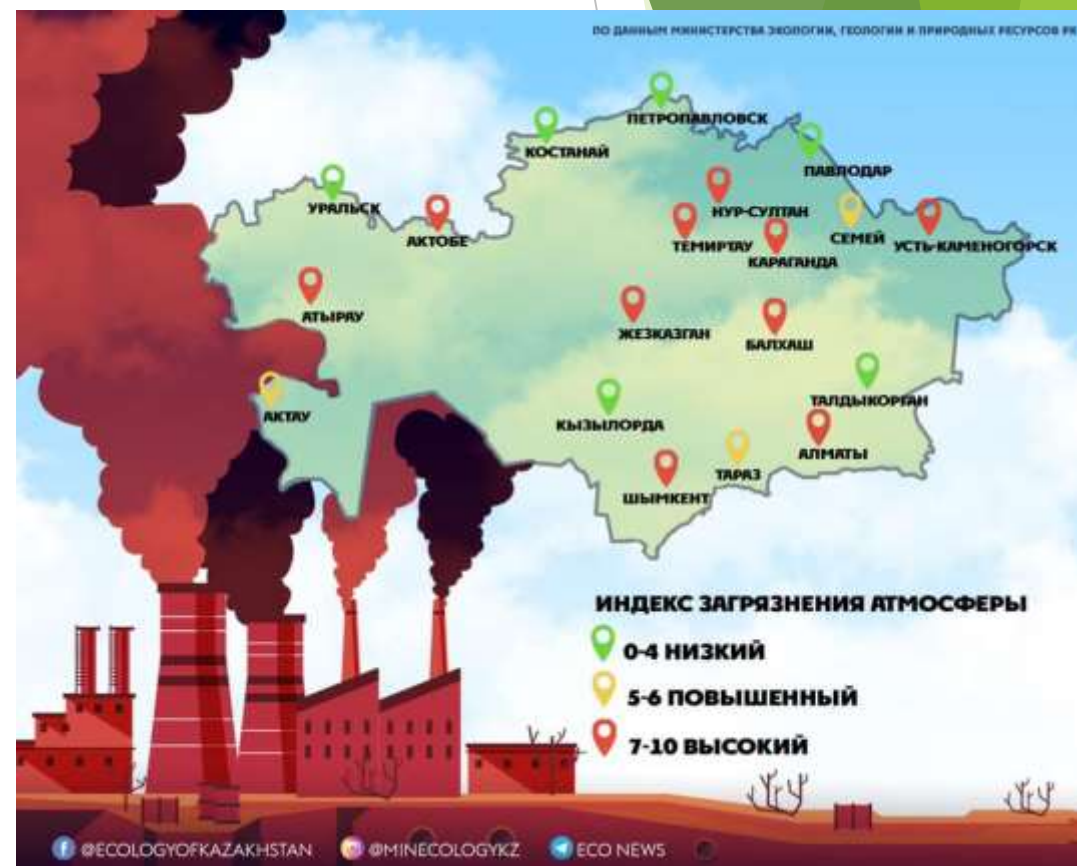 ПО ДАННЫМ МИНИСТЕРСТВА ЭКОЛОГИИ, ГЕОЛОГИИ И ПРИРОДНЫХ РЕСУРСОВ РК
ПЕТРОПАВЛОВСК
КОСТАНАЙ
ПАВЛОДАР
УРАЛЬСК
НУР-СУЛТАН
АКТОБЕ
ТЕМИРТАУ
СЕМЕЙ
УСТЬ-КАМЕНОГОРСК
КАРАГАНДА
АТЫРАУ
ЖЕЗКАЗГАН
БАЛХАШ
АКТАУ
ТАЛДЫКОРГАН
КЫЗЫЛОРДА
АЛМАТЫ
ТАРАЗ
ШЫМКЕНТ
ИНДЕКС ЗАГРЯЗНЕНИЯ АТМОСФЕРЫ
0-4 НИЗКИЙ
5-6 ПОВЫШЕННЫЙ
7-10 ВЫСОКИЙ
@ECOLOGYOFKAZAKHSTAN @MINECOLOGYKZ ECO NEWS